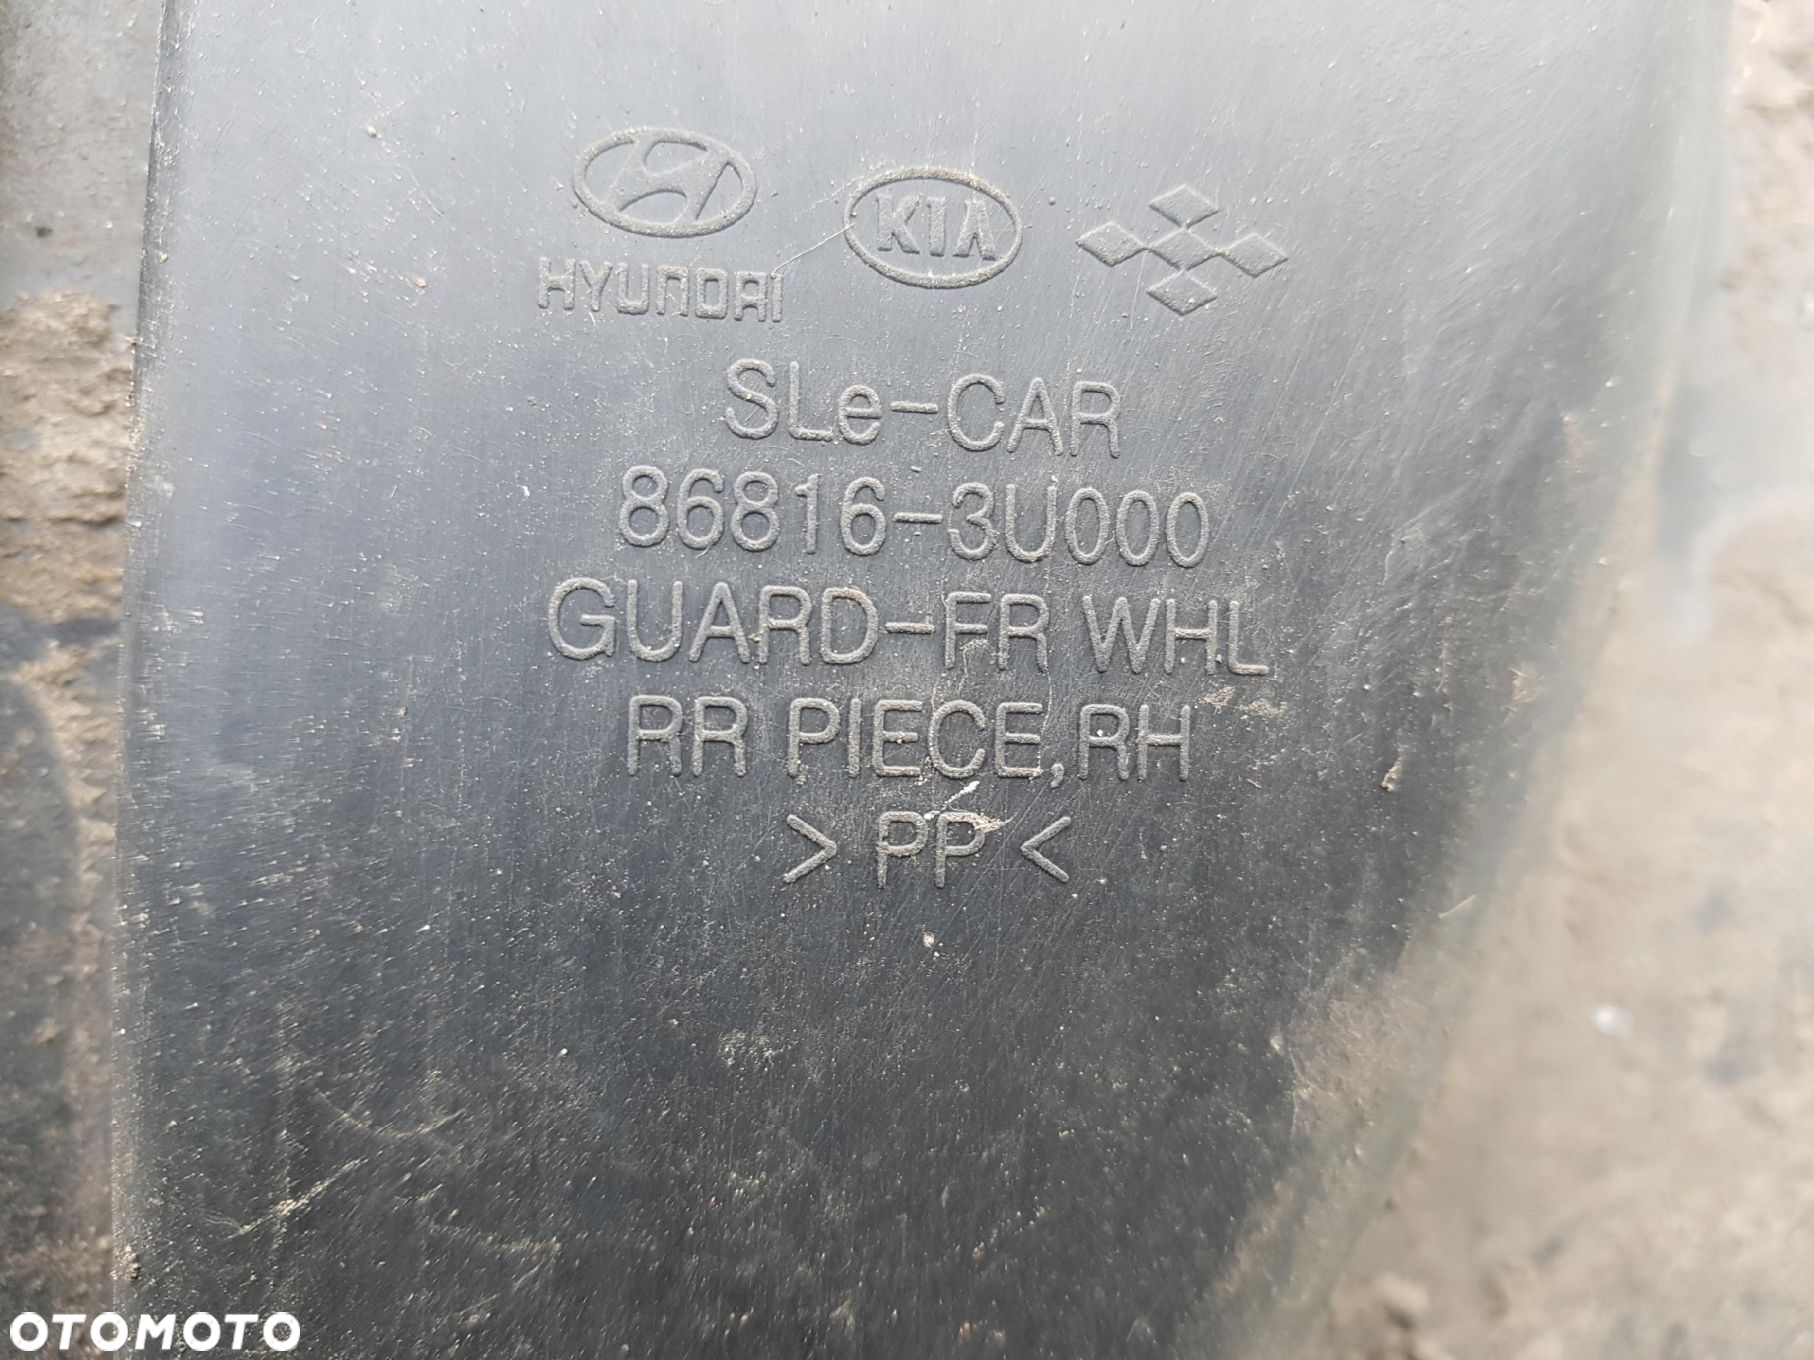 HYUNDAI
KIA
SLe-CAR
86816-3U000
GUARD-FR WHL
RR PIECE,RH
> PP <
OTOMOTO